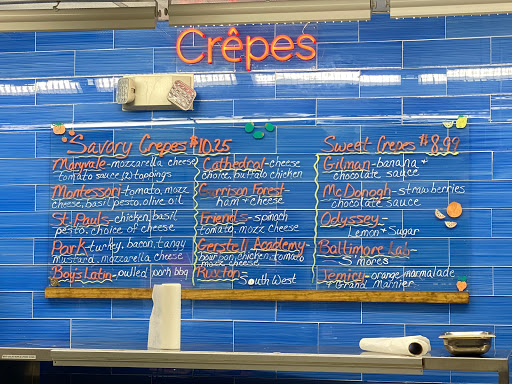 Crêpes
Savory Crepes $10.25
Maryvale-mozzarella cheese
tomato sauce (2) toppings
Montessori-tomato, mozz
cheese, basil pesto, olive oil
St. Pauls-chicken, basil
pesto, choice of cheese
Park-turkey, bacon, tangy
mustard, mozzarella cheese
Boy's Latin-pulled pork bbq
Cathedral-cheese
choice, buffalo chicken
Garrison Forest-
ham & cheese
Friends-spinach
tomato, mozz cheese
Gerstell Academy-
bourbon chicken, tomato
mozz cheese
Ruxton-
South West
Sweet Crepes $8.99
Gilman-banana +
chocolate sauce
McDonogh-strawberries
chocolate sauce
Odyssey-
Lemon & Sugar
Baltimore Lab-
S'mores
Jemicy-orange marmalade
& Grand Marnier